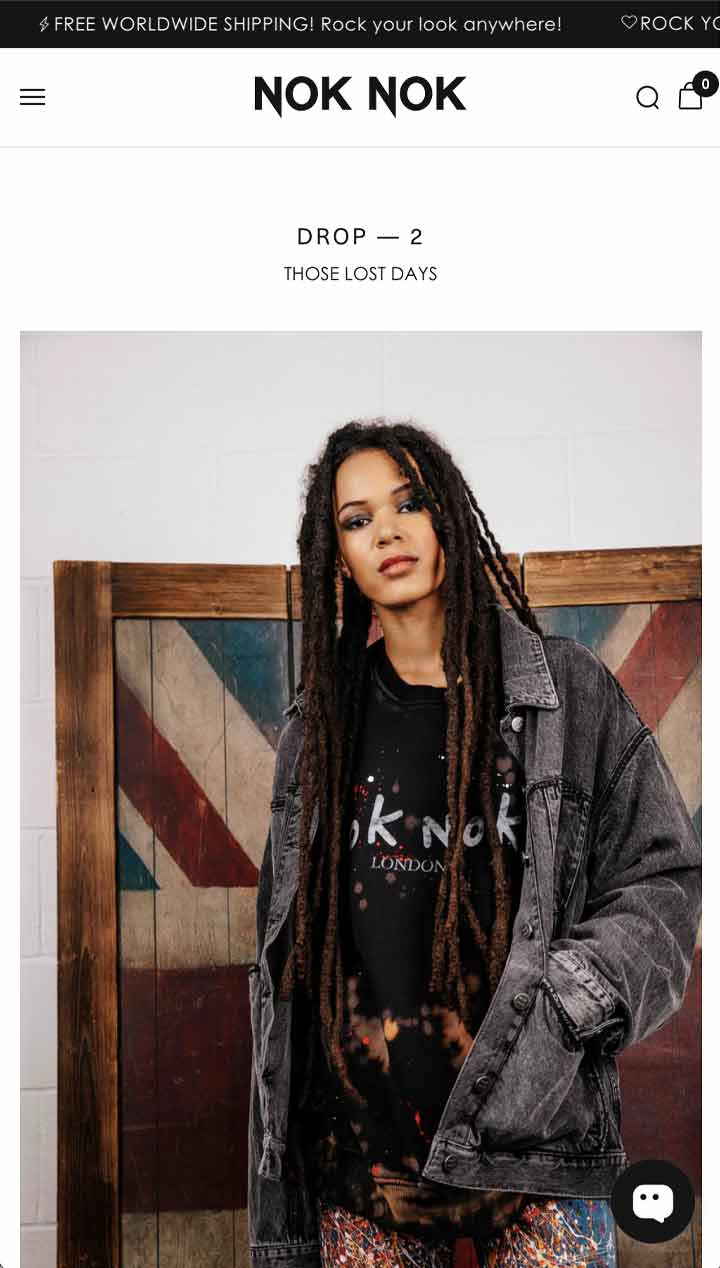 FREE WORLDWIDE SHIPPING! Rock your look anywhere!
ROCK
NOK NOK
0
DROP — 2
THOSE LOST DAYS
OK NOK
LONDON